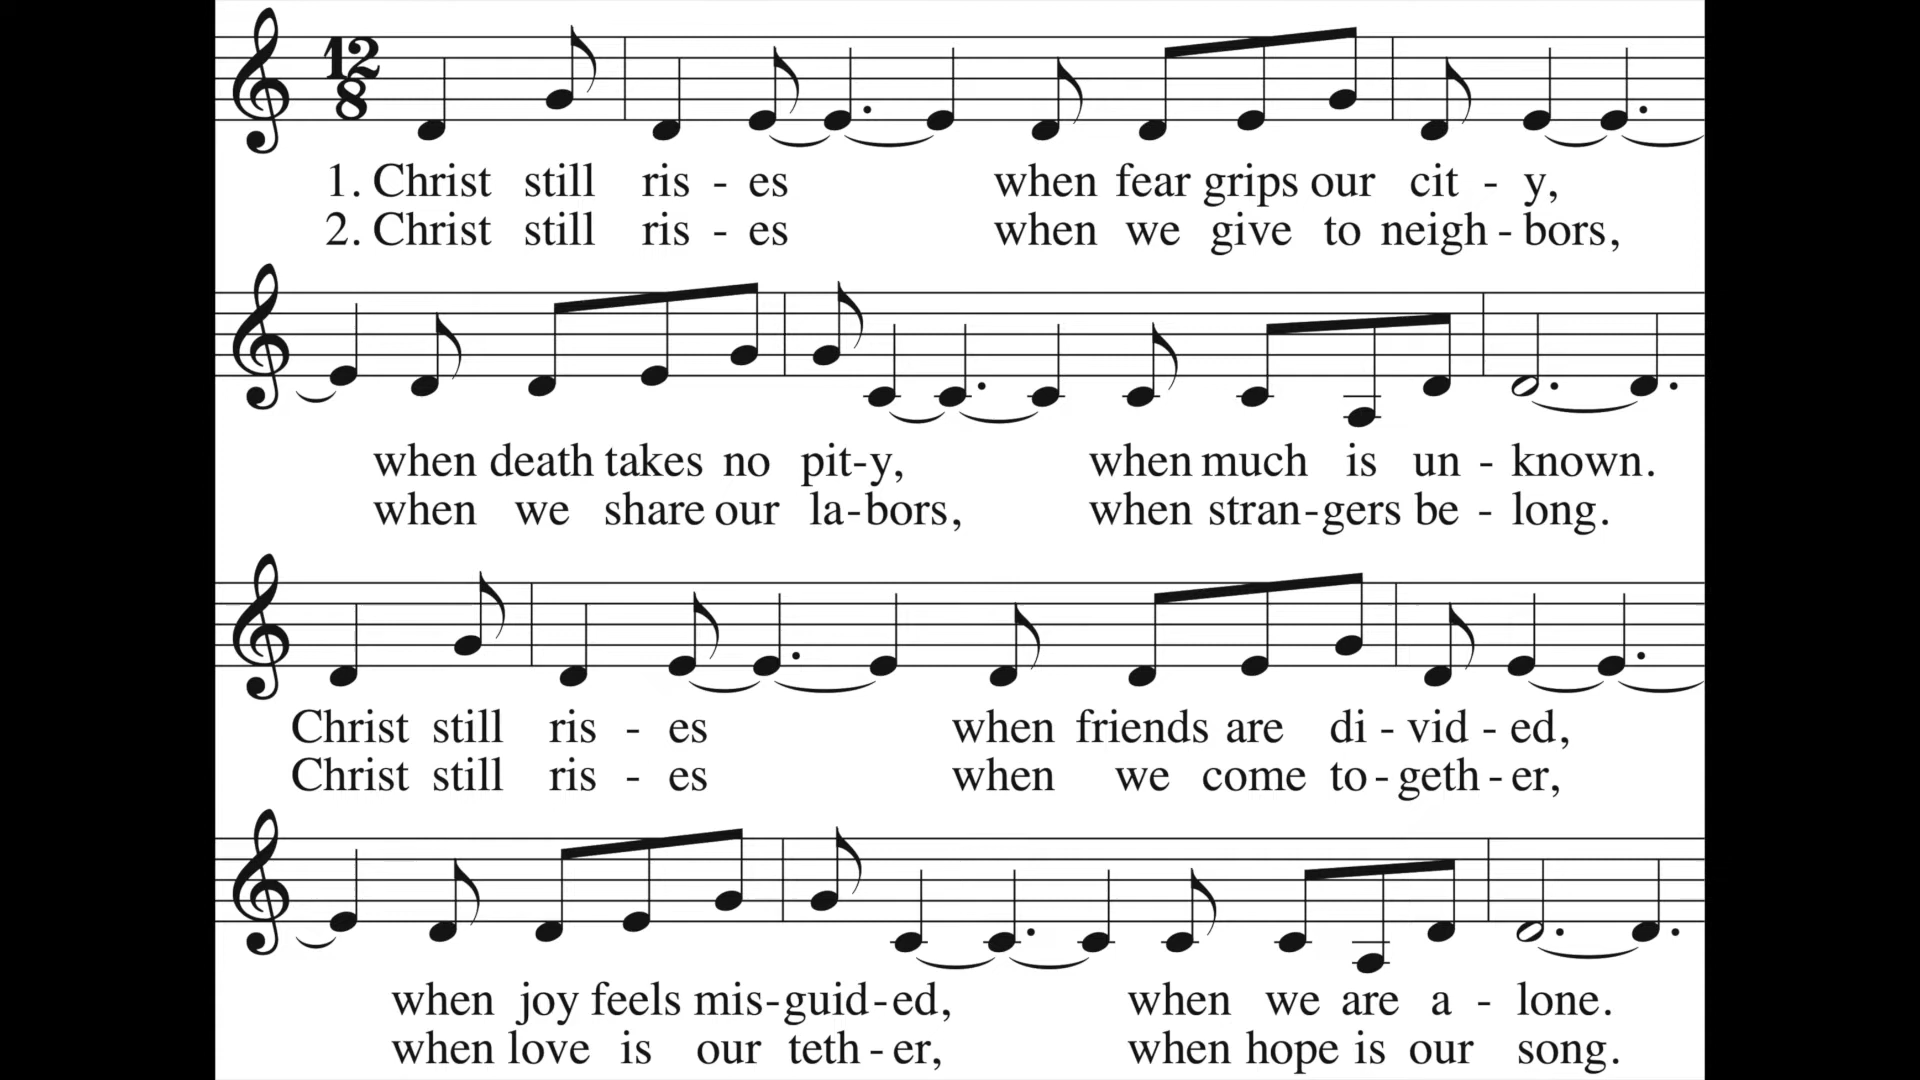 12
8
1. Christ still ris - es when fear grips our cit - y,
2. Christ still ris - es when we give to neigh - bors,
when death takes no pit-y, when much is un - known.
when we share our la-bors, when stran-gers be - long.
Christ still ris - es when friends are di - vid - ed,
Christ still ris - es when we come to - geth - er,
when joy feels mis-guid-ed, when we are a - lone.
when love is our teth - er, when hope is our song.